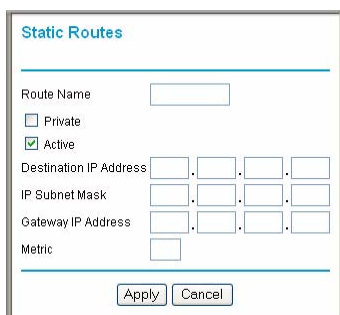 Static Routes
Route Name
Private
Active
Destination IP Address . . .
IP Subnet Mask . . .
Gateway IP Address . . .
Metric
Apply Cancel